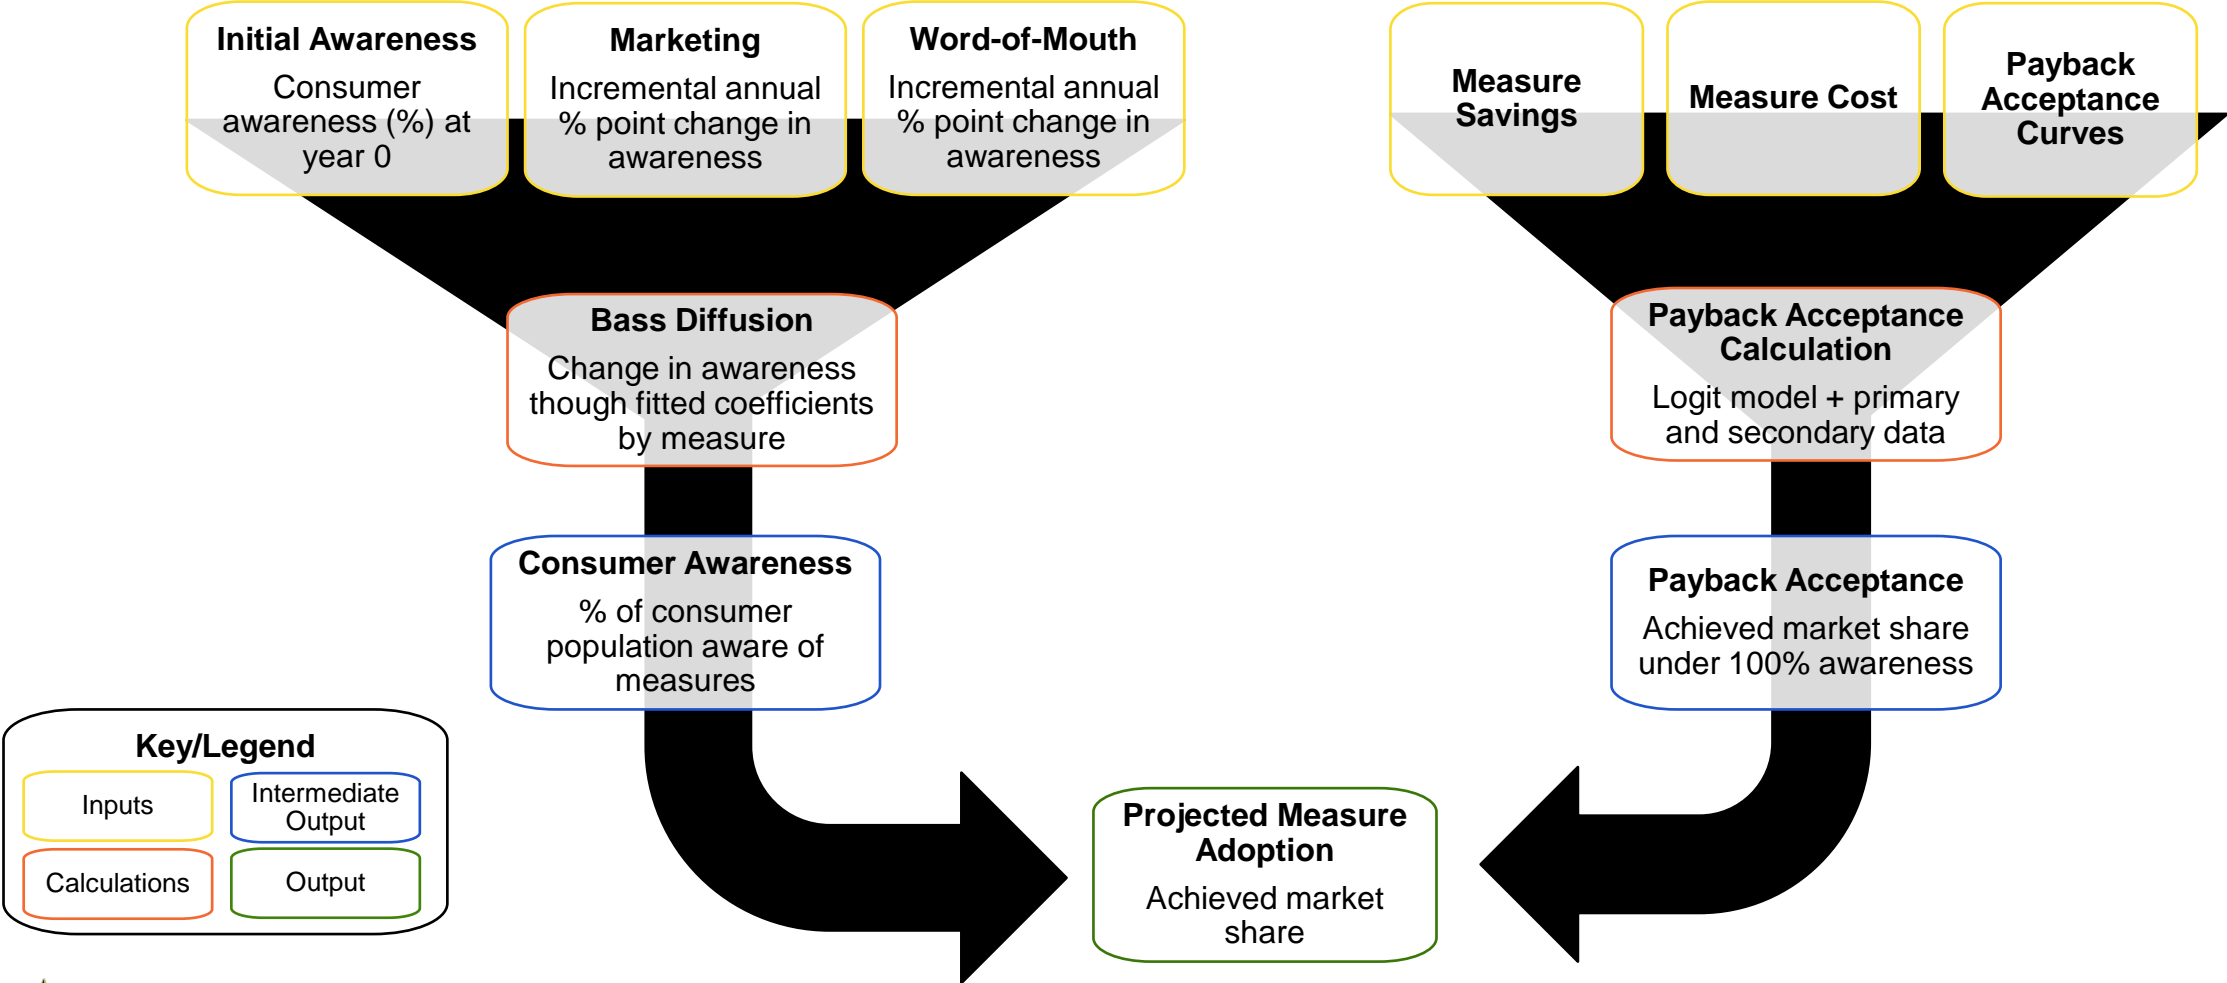 Initial Awareness
Consumer
awareness (%) at
year 0
Marketing
Incremental annual
% point change in
awareness
Word-of-Mouth
Incremental annual
% point change in
awareness
Measure
Savings
Measure Cost
Payback
Acceptance
Curves
Bass Diffusion
Change in awareness
though fitted coefficients
by measure
Payback Acceptance
Calculation
Logit model + primary
and secondary data
Consumer Awareness
% of consumer
population aware of
measures
Payback Acceptance
Achieved market share
under 100% awareness
Projected Measure
Adoption
Achieved market
share
Key/Legend
Inputs
Intermediate
Output
Calculations
Output